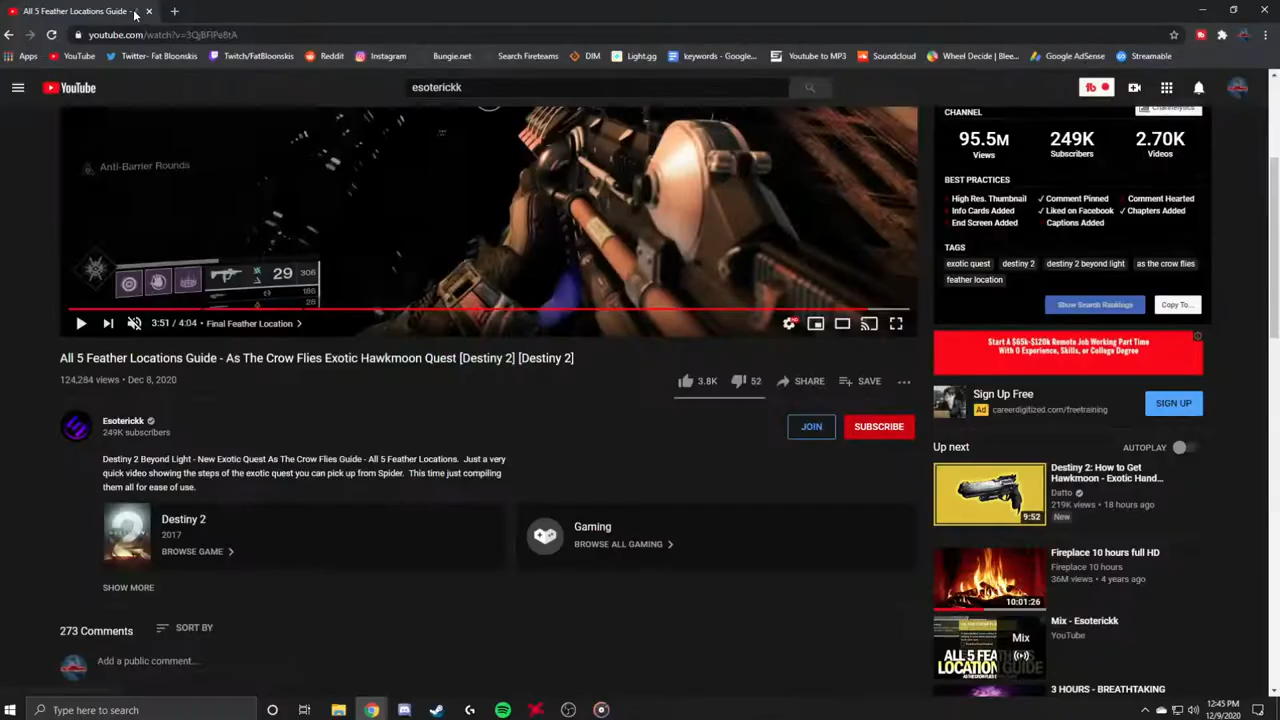 All 5 Feather Locations Guide -
youtube.com/watch?v=3QjBFlPe8tA
Apps YouTube Twitter- Fat Bloonskis Twitch/FatBloonskis Reddit Instagram Bungie.net Search Fireteams DIM Light.gg keywords - Google... YouTube to MP3 Soundcloud Wheel Decide | Blee... Google AdSense Streamable
YouTube
esoterickk
fb
Anti-Barrier Rounds
29 306
186
26
3:51 / 4:04 • Final Feather Location
All 5 Feather Locations Guide - As The Crow Flies Exotic Hawkmoon Quest [Destiny 2] [Destiny 2]
124,284 views • Dec 8, 2020
3.8K 52 SHARE SAVE
Esoterickk
249K subscribers
JOIN SUBSCRIBE
Destiny 2 Beyond Light - New Exotic Quest As The Crow Flies Guide - All 5 Feather Locations. Just a very
quick video showing the steps of the exotic quest you can pick up from Spider. This time just compiling
them all for ease of use.
Destiny 2
2017
BROWSE GAME
Gaming
BROWSE ALL GAMING
SHOW MORE
273 Comments SORT BY
Add a public comment...
CHANNEL
Channelytics
95.5M 249K 2.70K
Views Subscribers Videos
BEST PRACTICES
High Res. Thumbnail ✓ Comment Pinned Comment Hearted
Info Cards Added ✓ Liked on Facebook ✓ Chapters Added
End Screen Added Captions Added
TAGS
exotic quest destiny 2 destiny 2 beyond light as the crow flies
feather location
Show Search Rankings Copy To...
Start A $65k-$120k Remote Job Working Part Time
With 0 Experience, Skills, or College Degree
Sign Up Free
Ad careerdigitized.com/freetraining
SIGN UP
Up next AUTOPLAY
Destiny 2: How to Get
Hawkmoon - Exotic Hand...
Datto
219K views • 18 hours ago
New
9:52
Fireplace 10 hours full HD
Fireplace 10 hours
36M views • 4 years ago
10:01:26
Mix - Esoterickk
YouTube
Mix
ALL 5 FEATHER
LOCATION GUIDE
3 HOURS - BREATHTAKING
Type here to search
12:45 PM
12/9/2020